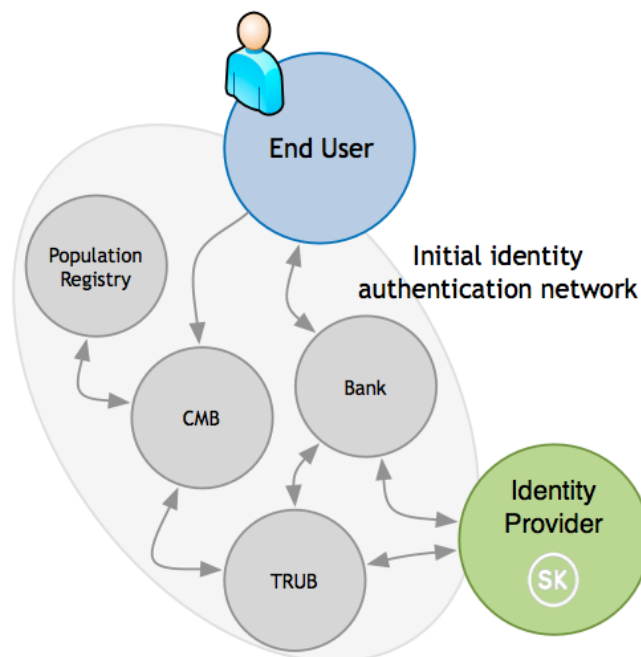 End User
Population
Registry
Initial identity
authentication network
CMB
Bank
Identity
Provider
SK
TRUB